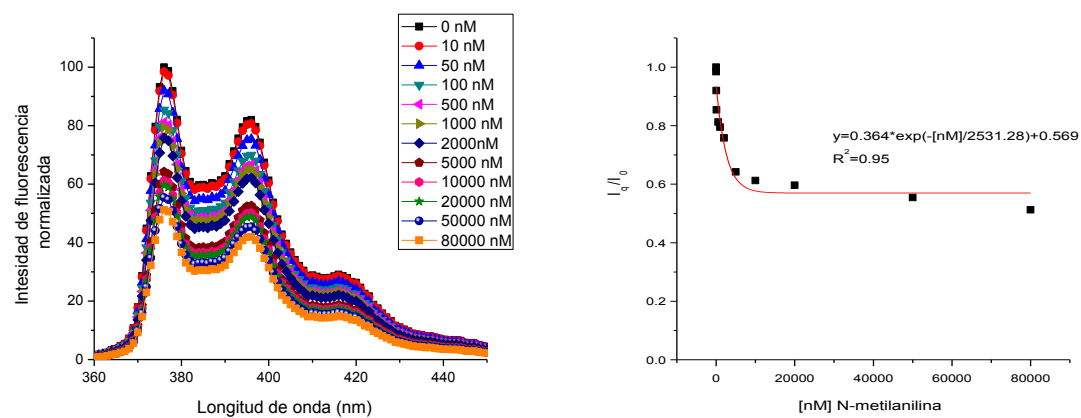 0 nM
10 nM
50 nM
100 nM
500 nM
1000 nM
2000nM
5000 nM
10000 nM
20000 nM
50000 nM
80000 nM
100
80
60
40
20
0
360
380
400
420
440
Intesidad de fluorescencia
normalizada
Longitud de onda (nm)
1.0
0.8
0.6
0.4
0.2
0.0
0
20000
40000
60000
80000
I_q/I_0
y=0.364*exp(-[nM]/2531.28)+0.569
R²=0.95
[nM] N-metilanilina